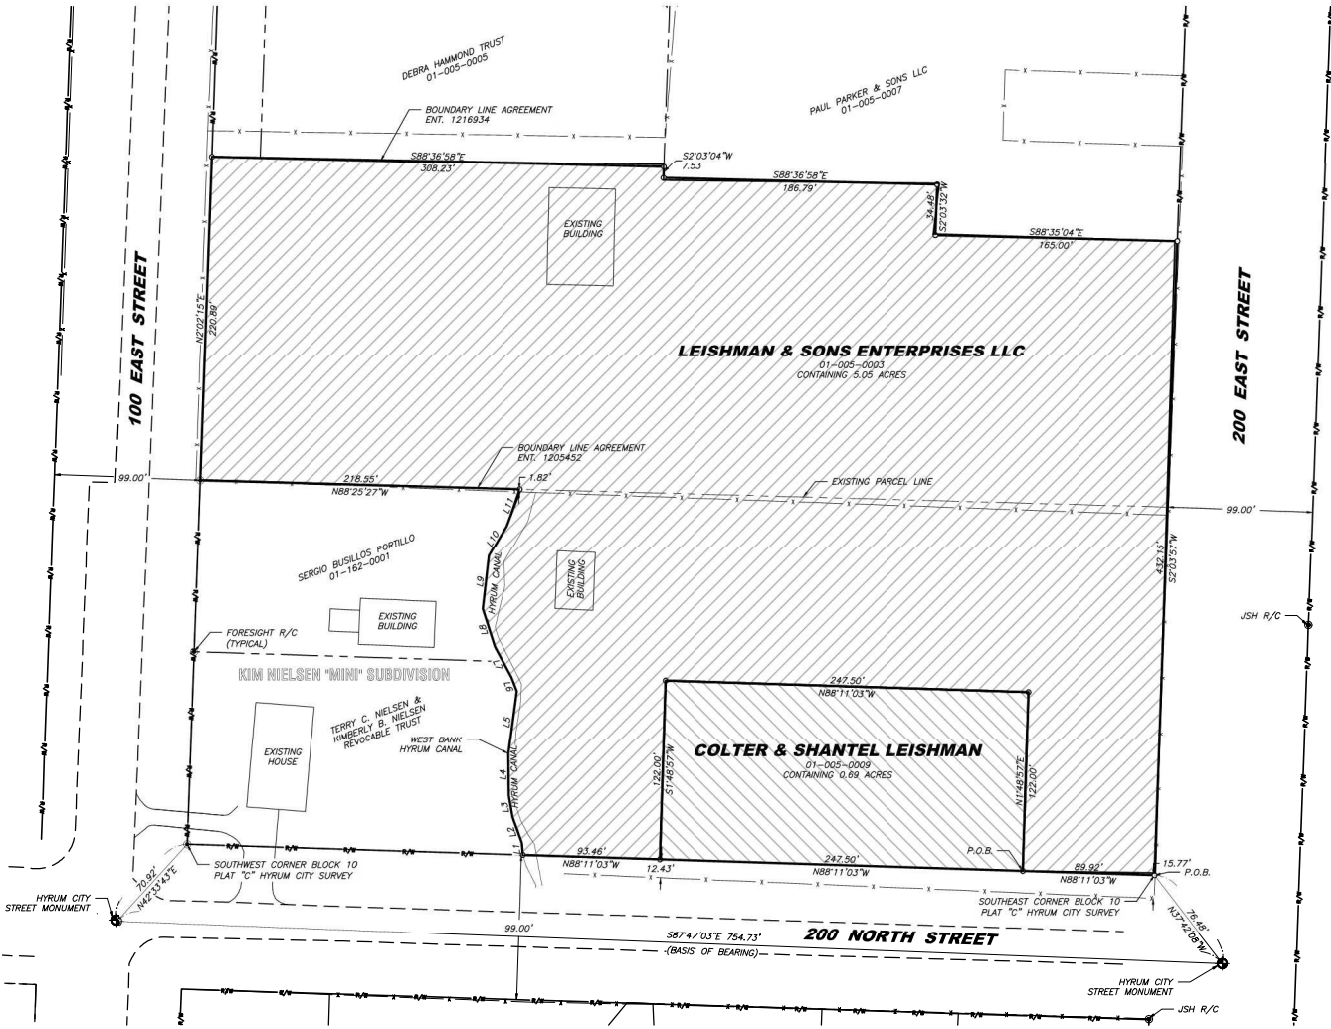 DEBRA HAMMOND TRUST
01-005-0005
PAUL PARKER & SONS LLC
01-005-0007
BOUNDARY LINE AGREEMENT
ENT. 1216934
S88°36'58"E
308.23'
S2°03'04"W
7.53
S88°36'58"E
186.79'
34.48'
S2°03'32"W
S88°35'04"E
165.00'
EXISTING
BUILDING
100 EAST STREET
N2°02'15"E
220.89'
200 EAST STREET
LEISHMAN & SONS ENTERPRISES LLC
01-005-0003
CONTAINING 5.05 ACRES
BOUNDARY LINE AGREEMENT
ENT. 1205452
99.00'
218.55'
N88°25'27"W
1.82'
EXISTING PARCEL LINE
99.00'
L11
L10
L9
L8
L7
L6
L5
L4
L3
L2
L1
HYRUM CANAL
432.15'
S2°03'51"W
SERGIO BUSILLOS PORTILLO
01-162-0001
EXISTING
BUILDING
EXISTING
BUILDING
JSH R/C
FORESIGHT R/C
(TYPICAL)
KIM NIELSEN "MINI" SUBDIVISION
TERRY C. NIELSEN &
KIMBERLY B. NIELSEN
REVOCABLE TRUST
WEST BANK
HYRUM CANAL
HYRUM CANAL
EXISTING
HOUSE
247.50'
N88°11'03"W
122.00'
S1°48'57"W
COLTER & SHANTEL LEISHMAN
01-005-0009
CONTAINING 0.69 ACRES
N1°48'57"E
122.00'
P.O.B.
93.46'
N88°11'03"W
12.43'
247.50'
N88°11'03"W
89.92'
N88°11'03"W
15.77'
P.O.B.
SOUTHWEST CORNER BLOCK 10
PLAT "C" HYRUM CITY SURVEY
70.92'
N42°33'43"E
HYRUM CITY
STREET MONUMENT
SOUTHEAST CORNER BLOCK 10
PLAT "C" HYRUM CITY SURVEY
76.48'
N37°42'08"W
99.00'
S87°47'03"E 754.73'
(BASIS OF BEARING)
200 NORTH STREET
HYRUM CITY
STREET MONUMENT
JSH R/C